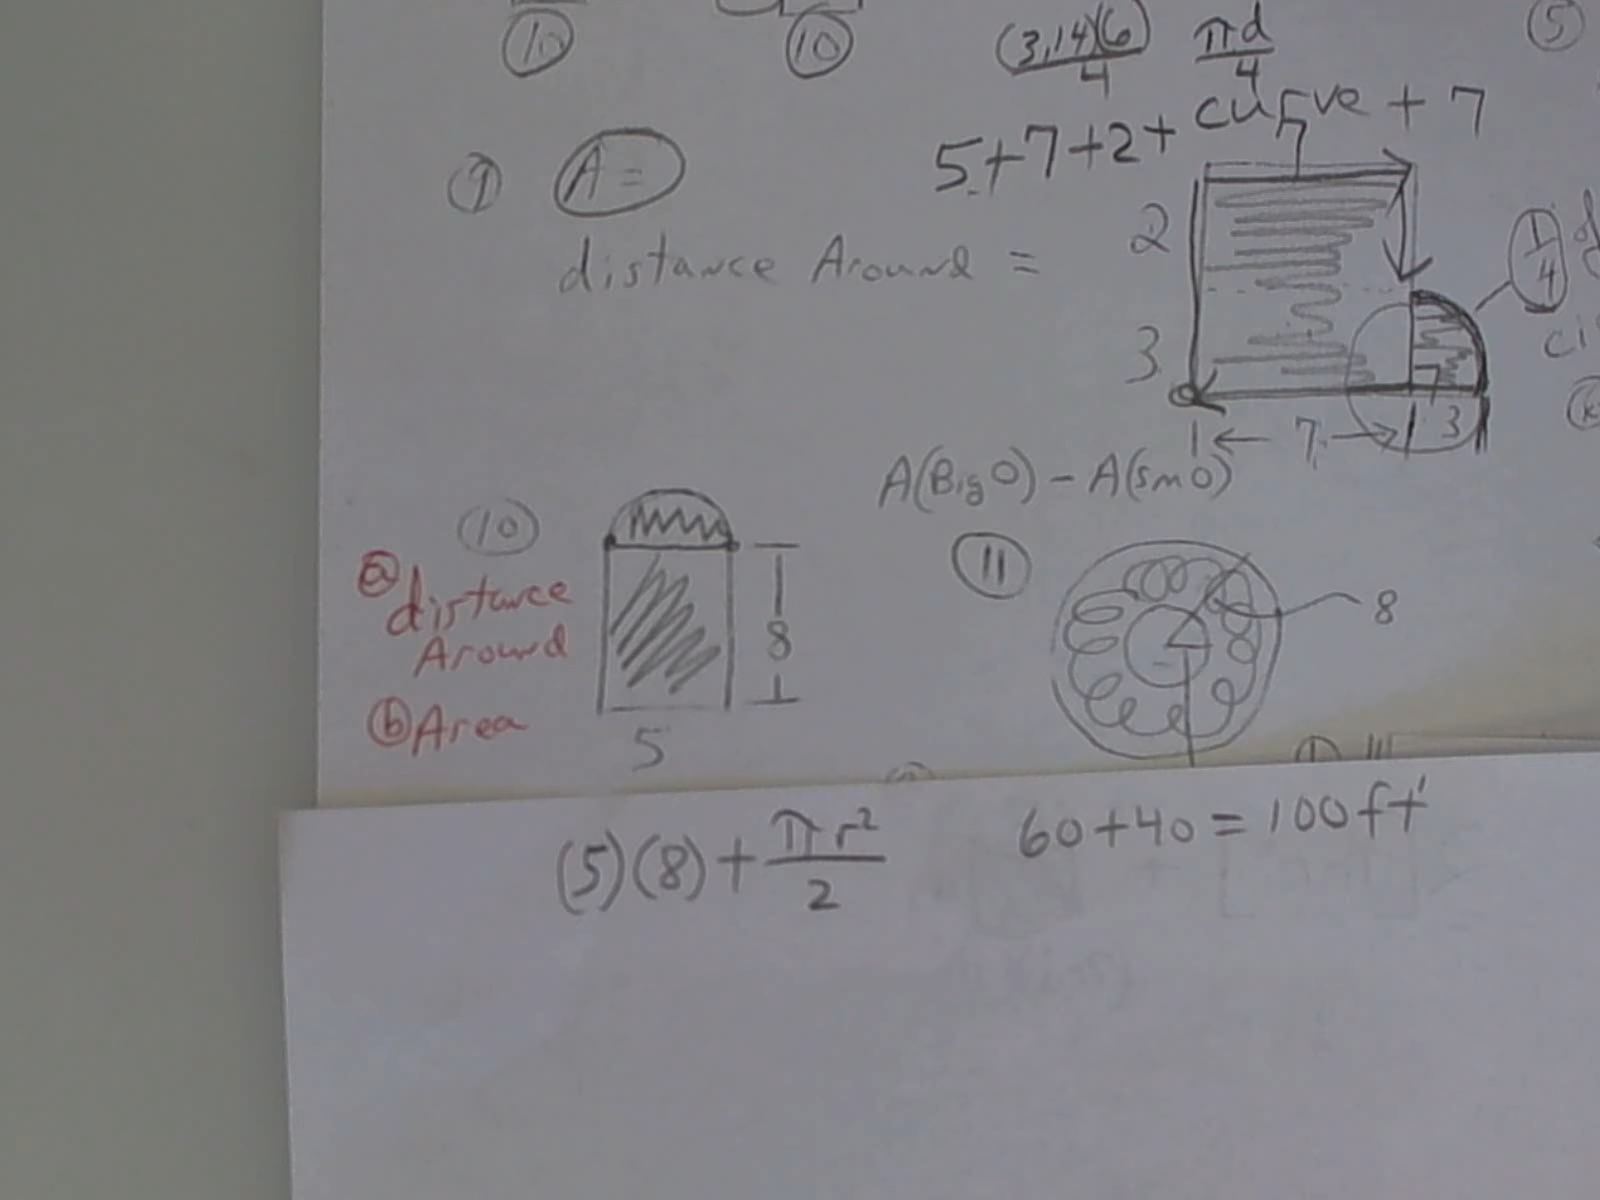 10
10
(3.14)(6)
4
πd
4
5
5+7+2+ curve + 7
7
9
A =
2
1
4
distance Around =
3
7
3
A(Big O) - A(sm O)
10
11
a distance
Around
8
8
b Area
5
(5)(8) + πr²
2
60+40 = 100ft